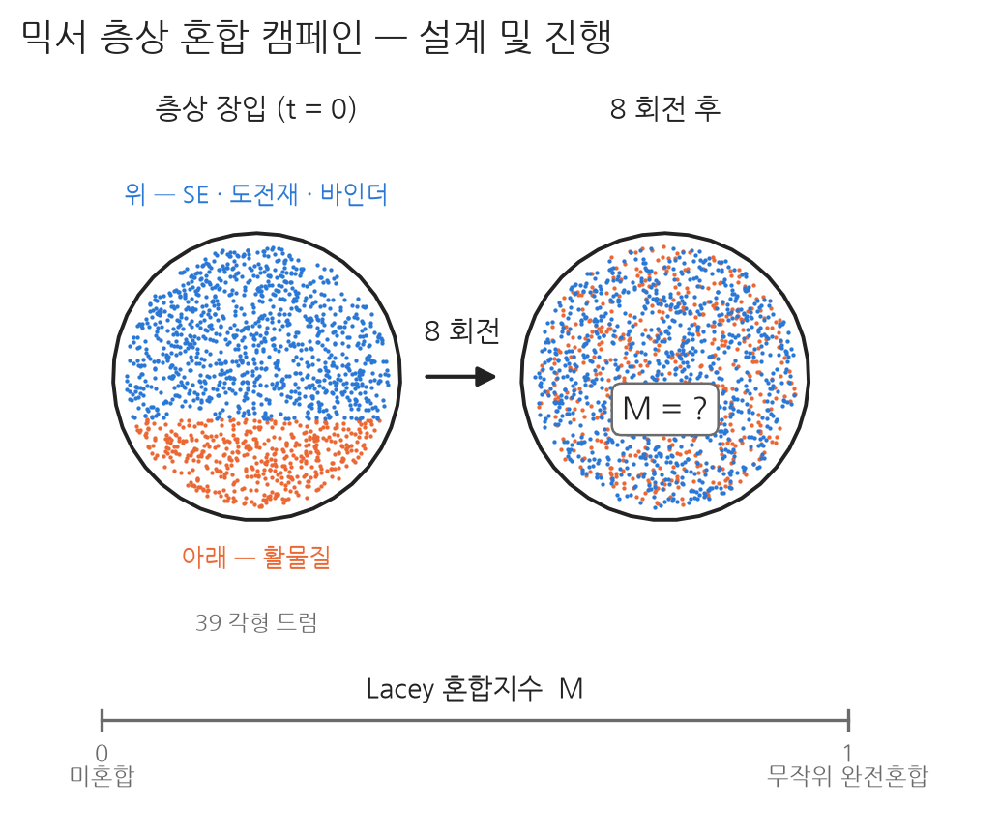 믹서 층상 혼합 캠페인 — 설계 및 진행
층상 장입 (t = 0)
8 회전 후
위 — SE · 도전재 · 바인더
8 회전
M = ?
아래 — 활물질
39 각형 드럼
Lacey 혼합지수 M
0
미혼합
1
무작위 완전혼합